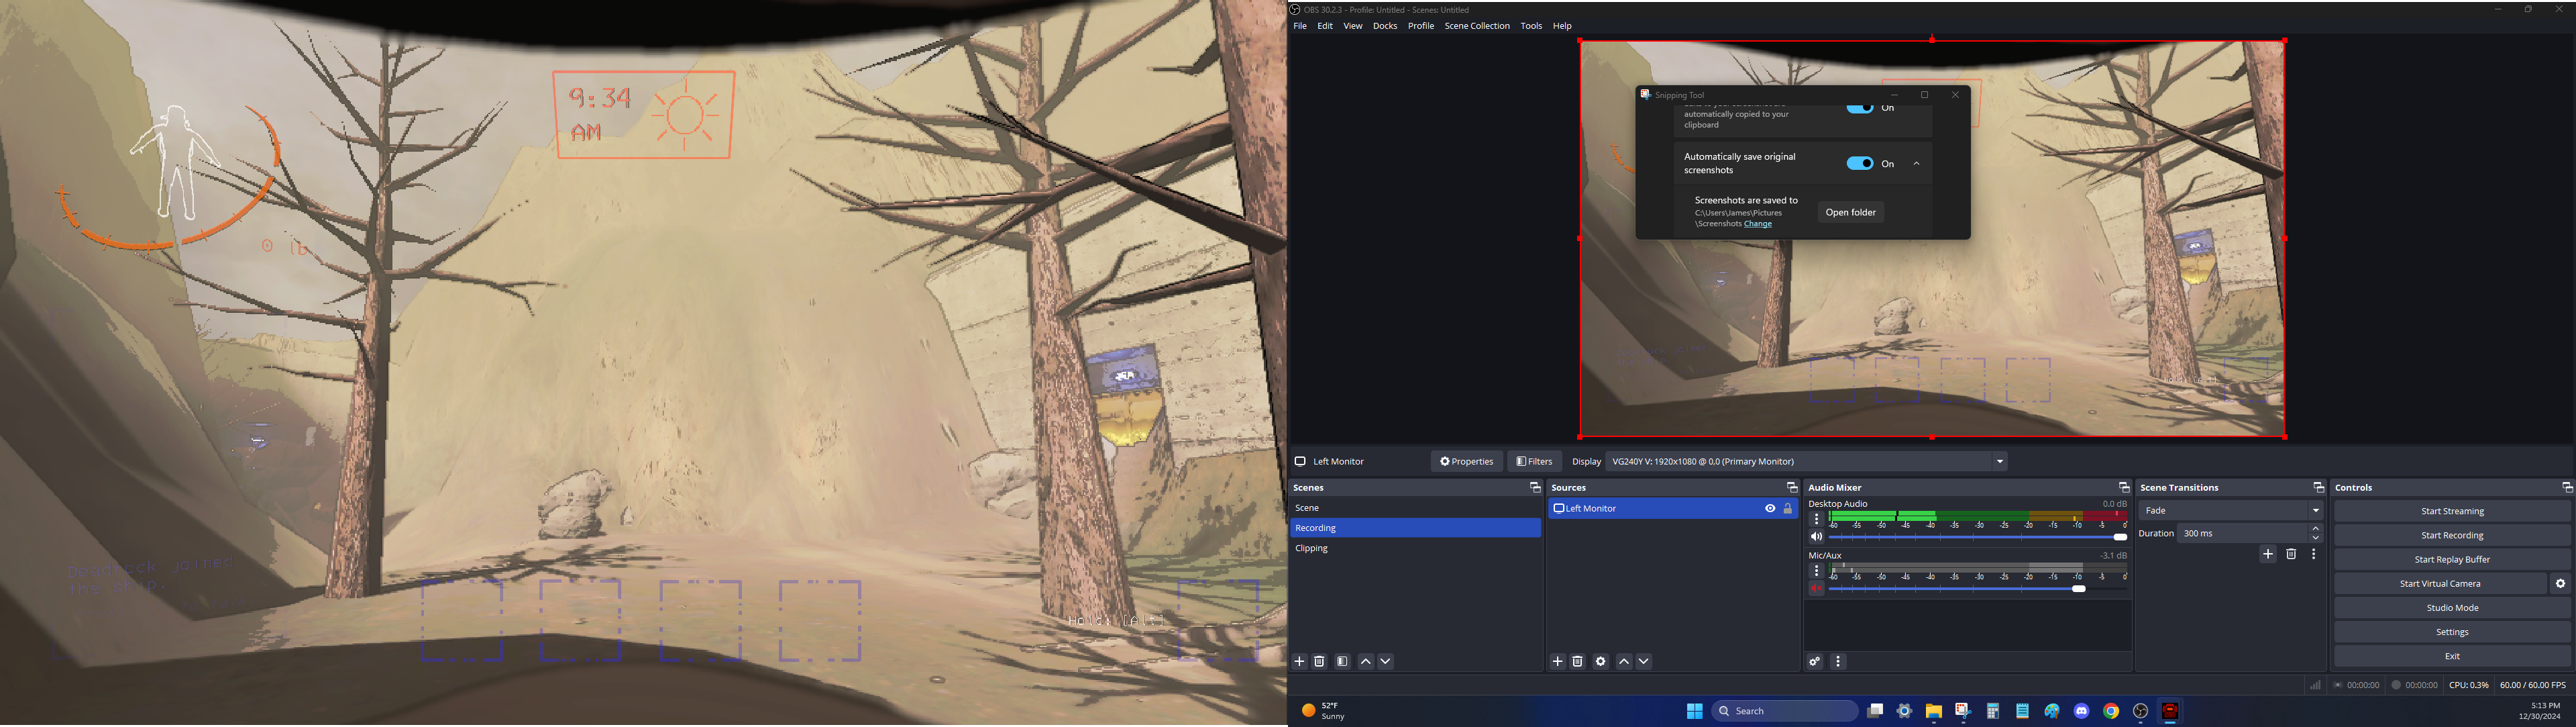 9:34
AM
0 lb
Deadrock joined
the ship.
Hold: [Alt]
OBS 30.2.3 - Profile: Untitled - Scenes: Untitled
File Edit View Docks Profile Scene Collection Tools Help
Snipping Tool
automatically copied to your
clipboard
On
Automatically save original
screenshots
On
Screenshots are saved to
C:\Users\James\Pictures
\Screenshots Change
Open folder
Left Monitor
Properties
Filters
Display
VG240Y V: 1920x1080 @ 0,0 (Primary Monitor)
Scenes
Scene
Recording
Clipping
Sources
Left Monitor
Audio Mixer
Desktop Audio 0.0 dB
-60 -55 -50 -45 -40 -35 -30 -25 -20 -15 -10 -5 0
Mic/Aux -3.1 dB
-60 -55 -50 -45 -40 -35 -30 -25 -20 -15 -10 -5 0
Scene Transitions
Fade
Duration 300 ms
Controls
Start Streaming
Start Recording
Start Replay Buffer
Start Virtual Camera
Studio Mode
Settings
Exit
00:00:00 00:00:00 CPU: 0.3% 60.00 / 60.00 FPS
52°F
Sunny
Search
5:13 PM
12/30/2024